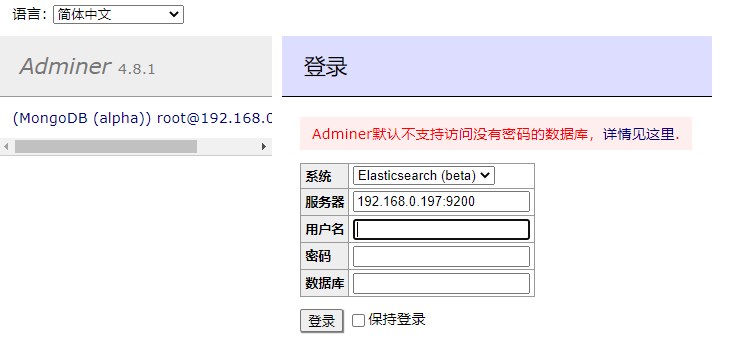 语言: 简体中文
Adminer 4.8.1
(MongoDB (alpha)) root@192.168.0
登录
Adminer默认不支持访问没有密码的数据库，详情见这里.
系统 Elasticsearch (beta)
服务器 192.168.0.197:9200
用户名
密码
数据库
登录 保持登录